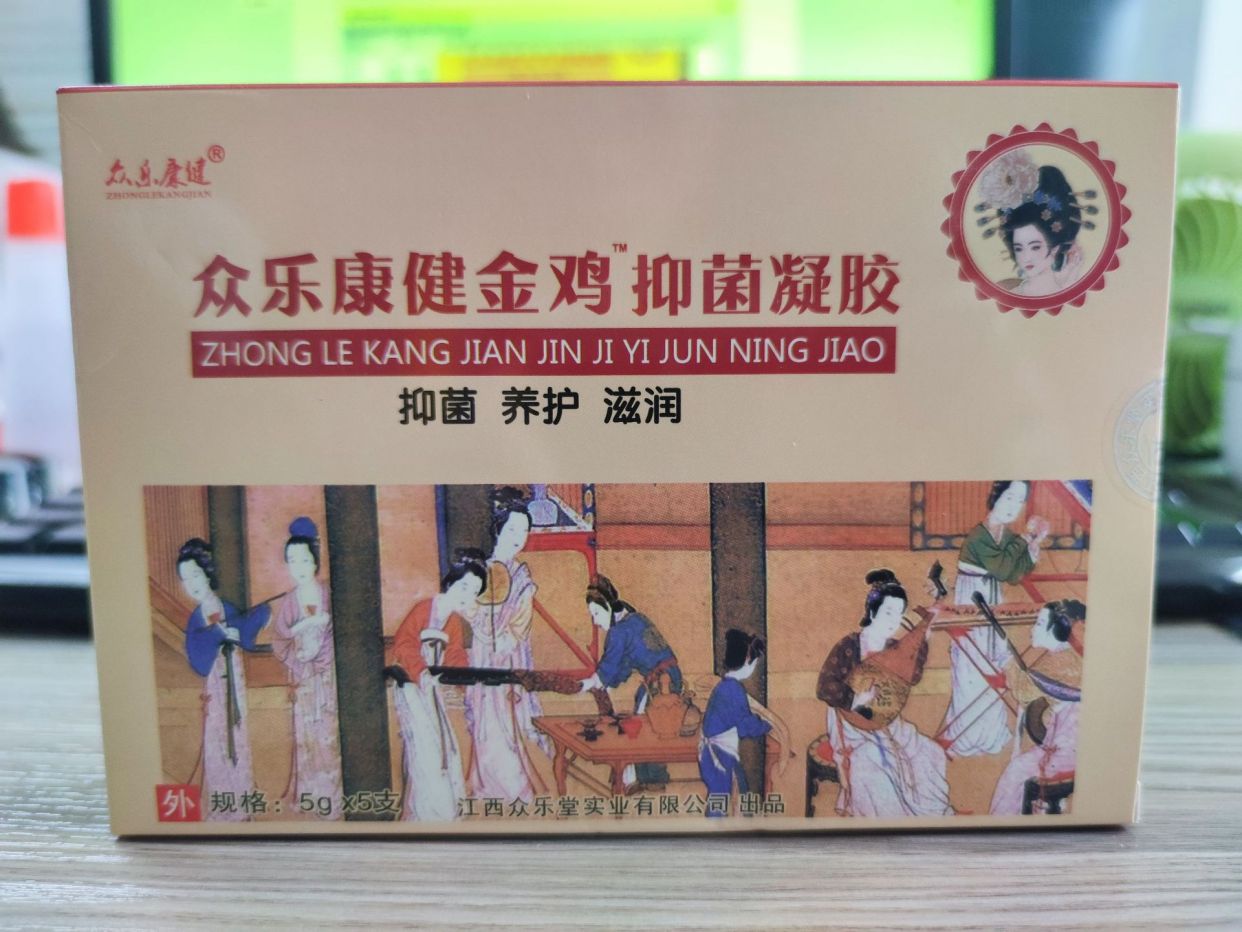 众乐康健®
ZHONGLEKANGJIAN
众乐康健金鸡™抑菌凝胶
ZHONG LE KANG JIAN JIN JI YI JUN NING JIAO
抑菌 养护 滋润
外 规格：5g x5支 江西众乐堂实业有限公司 出品